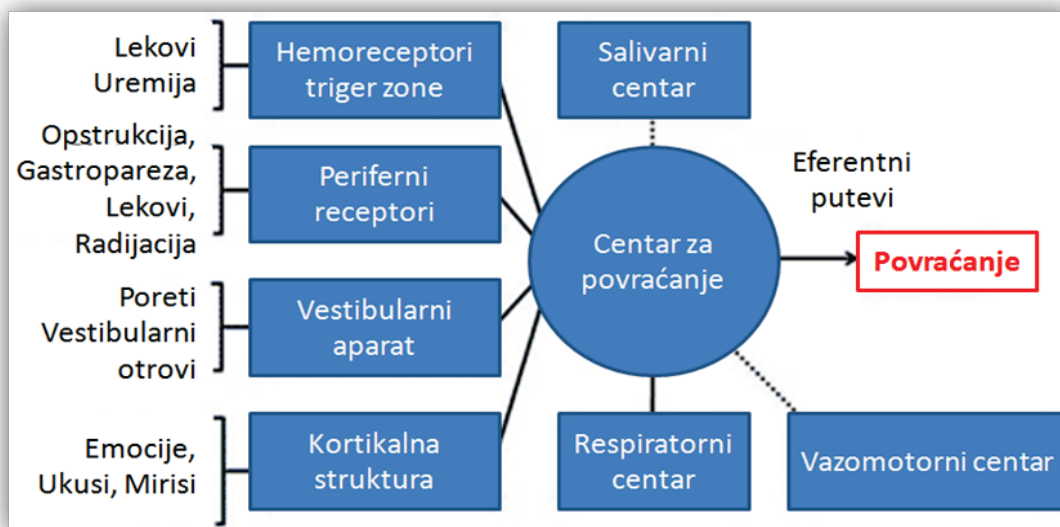 Lekovi
Uremija
Hemoreceptori
triger zone
Salivarni
centar
Opstrukcija,
Gastropareza,
Lekovi,
Radijacija
Periferni
receptori
Eferentni
putevi
Centar za
povraćanje
Povraćanje
Poreti
Vestibularni
otrovi
Vestibularni
aparat
Emocije,
Ukusi, Mirisi
Kortikalna
struktura
Respiratorni
centar
Vazomotorni centar